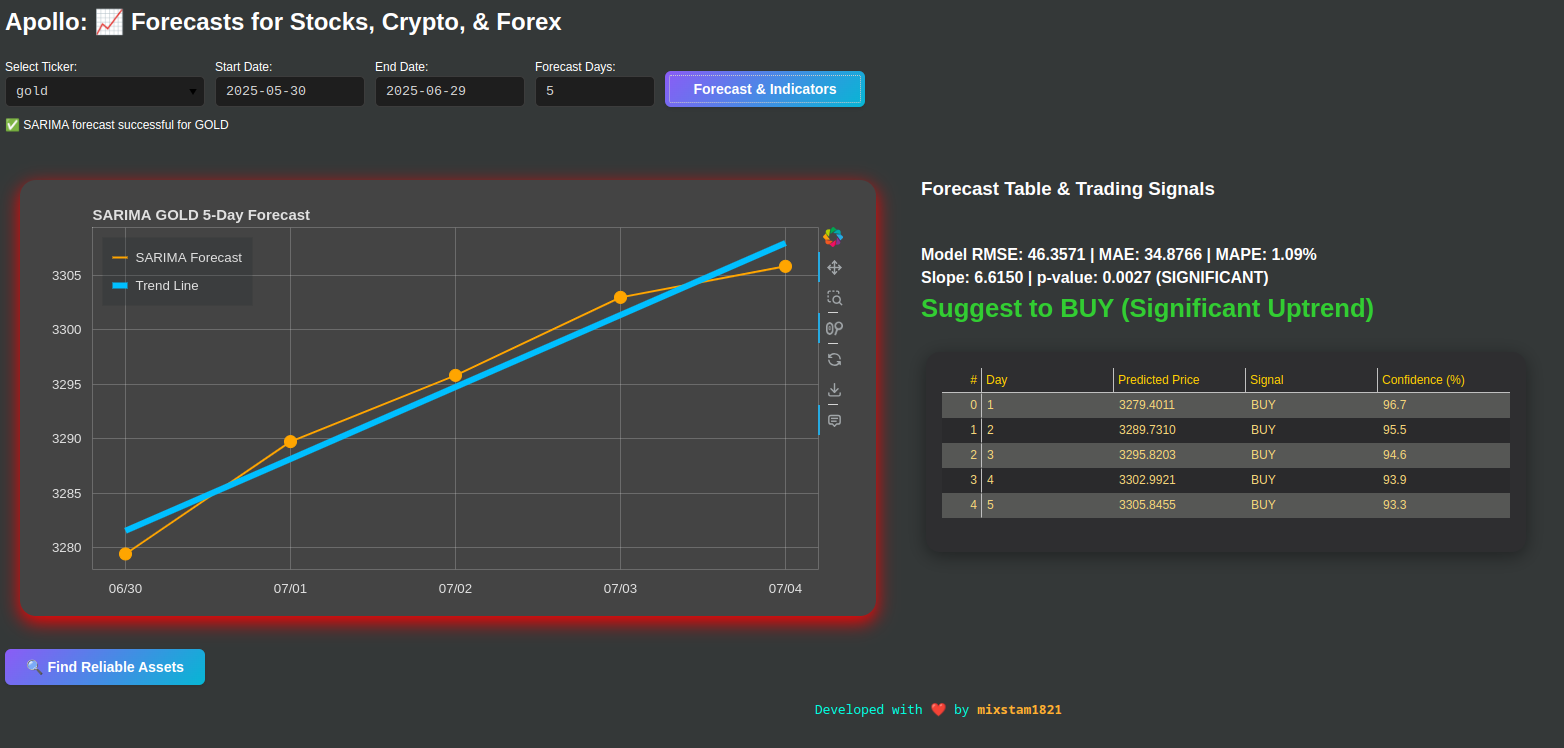 Apollo: 📈 Forecasts for Stocks, Crypto, & Forex
Select Ticker: Start Date: End Date: Forecast Days:
gold 2025-05-30 2025-06-29 5 Forecast & Indicators
✅ SARIMA forecast successful for GOLD
SARIMA GOLD 5-Day Forecast
SARIMA Forecast
Trend Line
3305
3300
3295
3290
3285
3280
06/30 07/01 07/02 07/03 07/04
Forecast Table & Trading Signals
Model RMSE: 46.3571 | MAE: 34.8766 | MAPE: 1.09%
Slope: 6.6150 | p-value: 0.0027 (SIGNIFICANT)
Suggest to BUY (Significant Uptrend)
# Day Predicted Price Signal Confidence (%)
0 1 3279.4011 BUY 96.7
1 2 3289.7310 BUY 95.5
2 3 3295.8203 BUY 94.6
3 4 3302.9921 BUY 93.9
4 5 3305.8455 BUY 93.3
🔍 Find Reliable Assets
Developed with ❤️ by mixstam1821